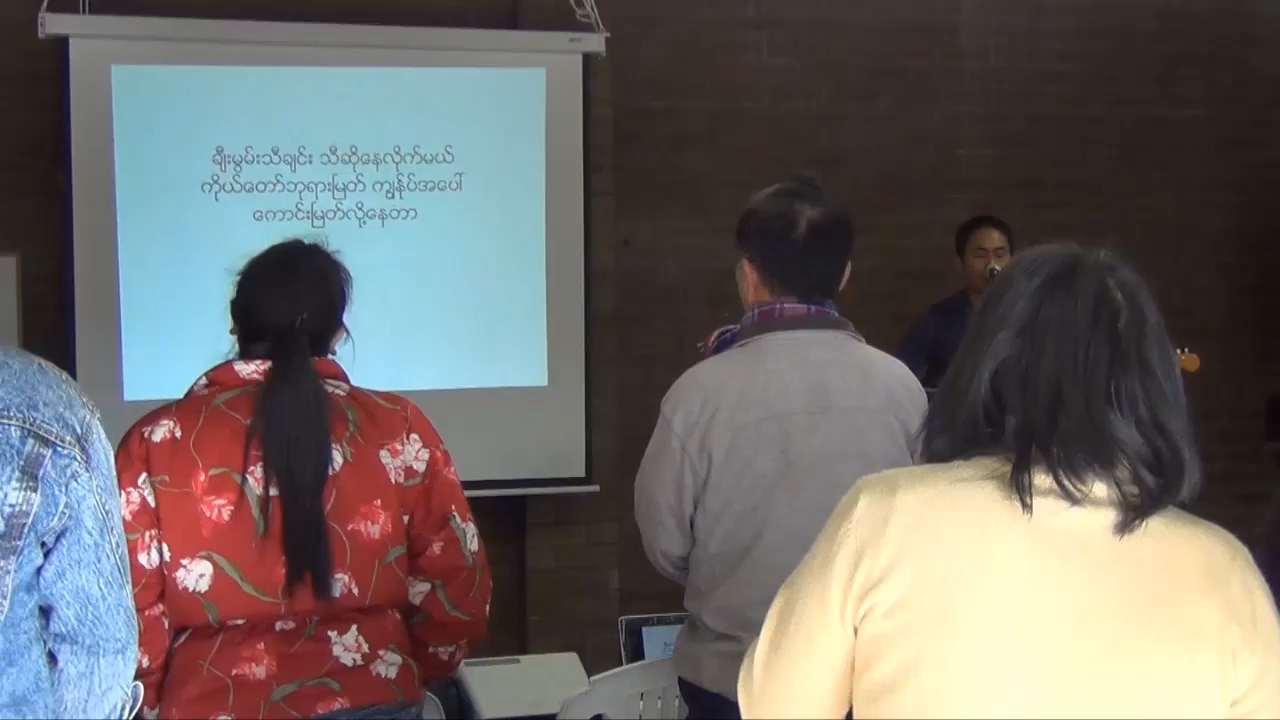 ချီးမွမ်းသီချင်း သီဆိုနေလိုက်မယ်
ကိုယ်တော်ဘုရားမြတ် ကျွန်ုပ်အပေါ်
ကောင်းမြတ်လို့နေတာ